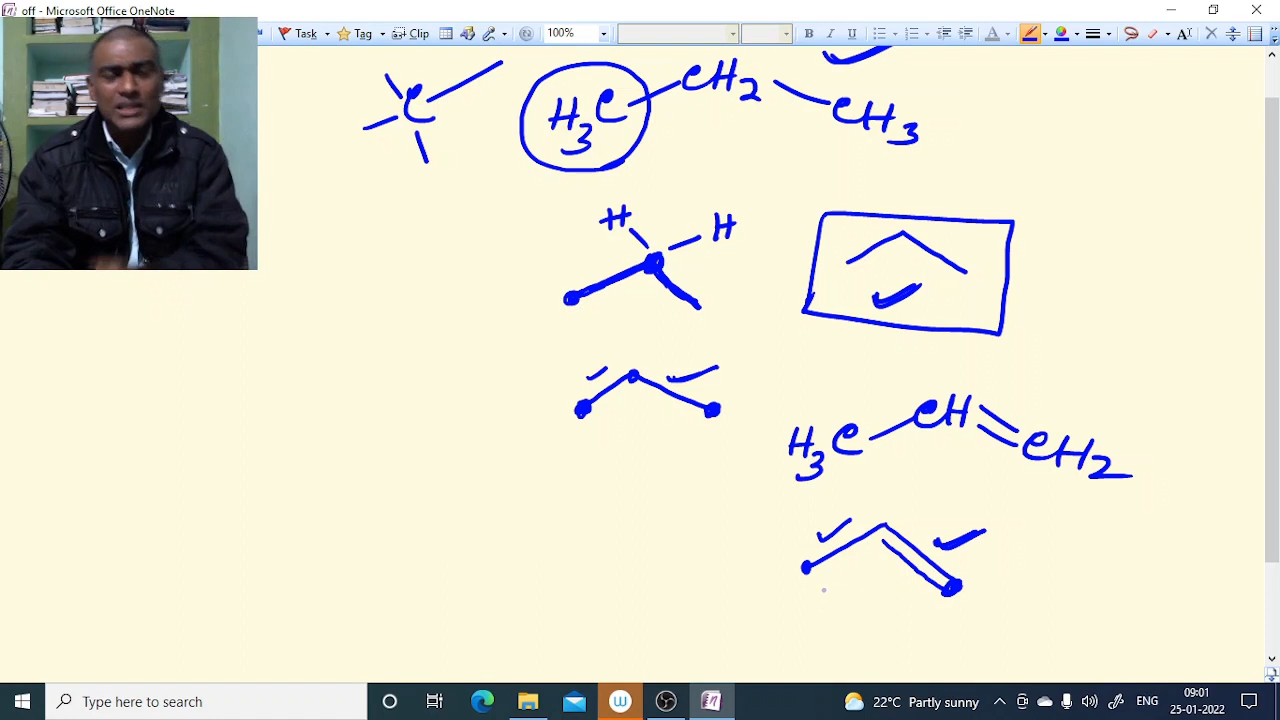 off - Microsoft Office OneNote
Task Tag Clip 100% B I U
C H3C CH2 CH3
H H
H3C CH CH2
Type here to search
22°C Partly sunny ENG 09:01
25-01-2022